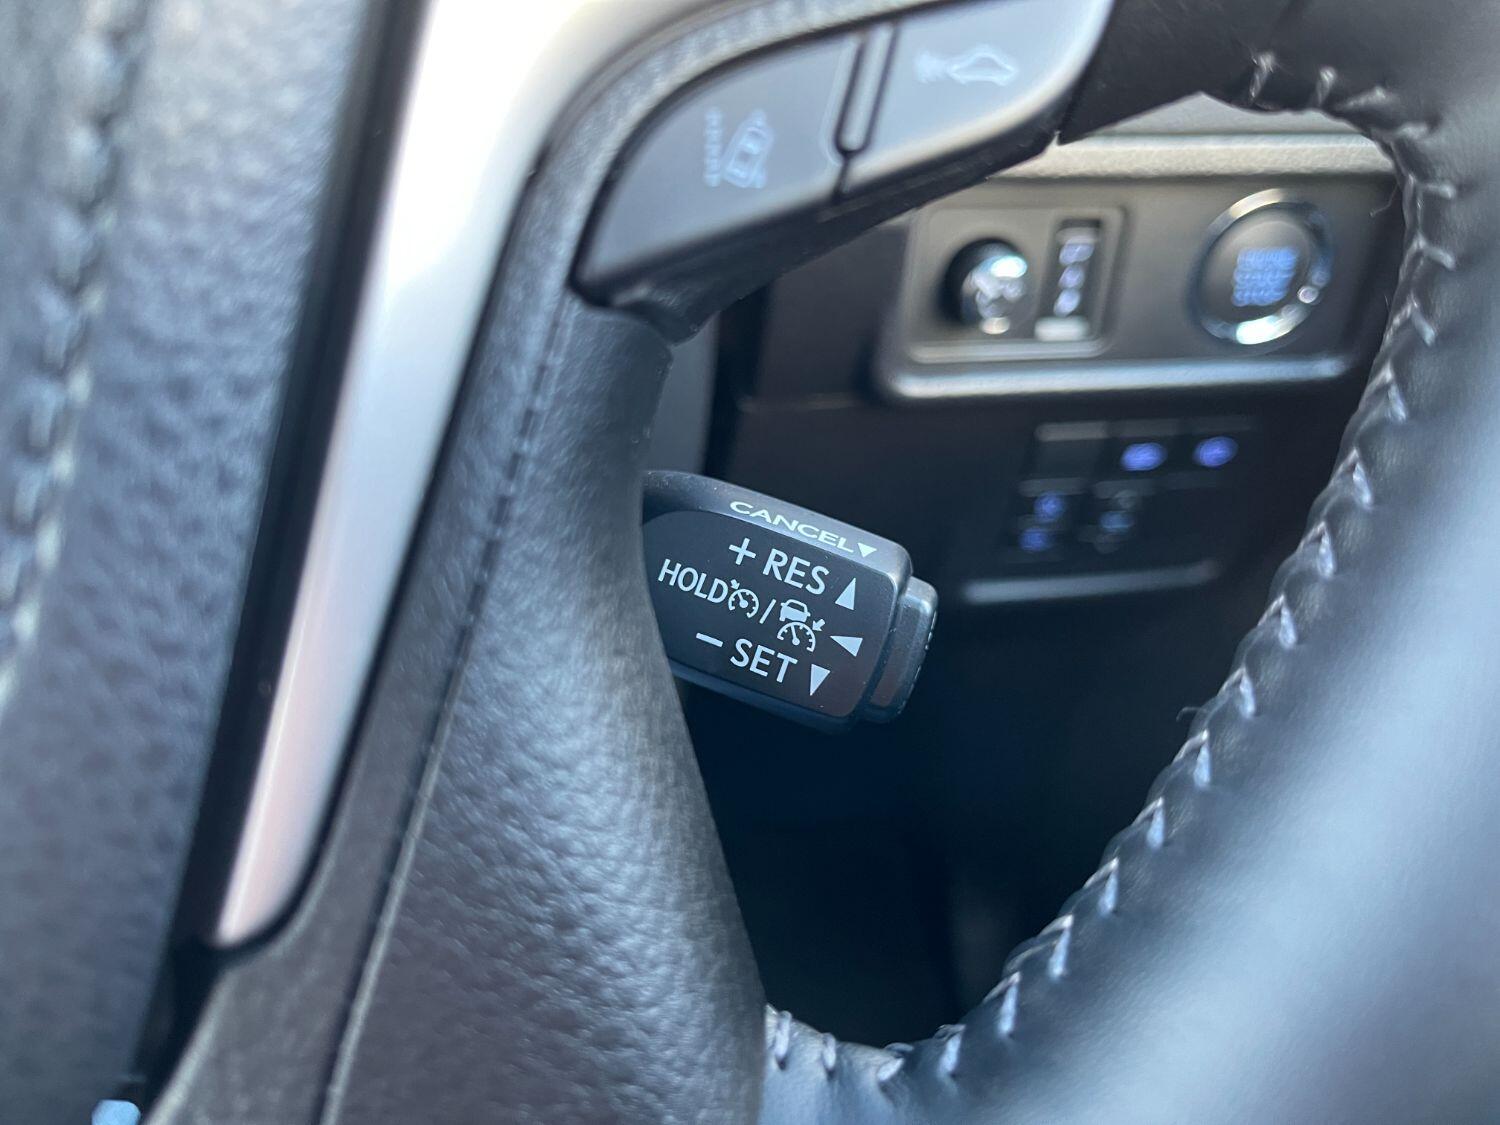 CANCEL▼
+ RES ▲
HOLD /
− SET ▼